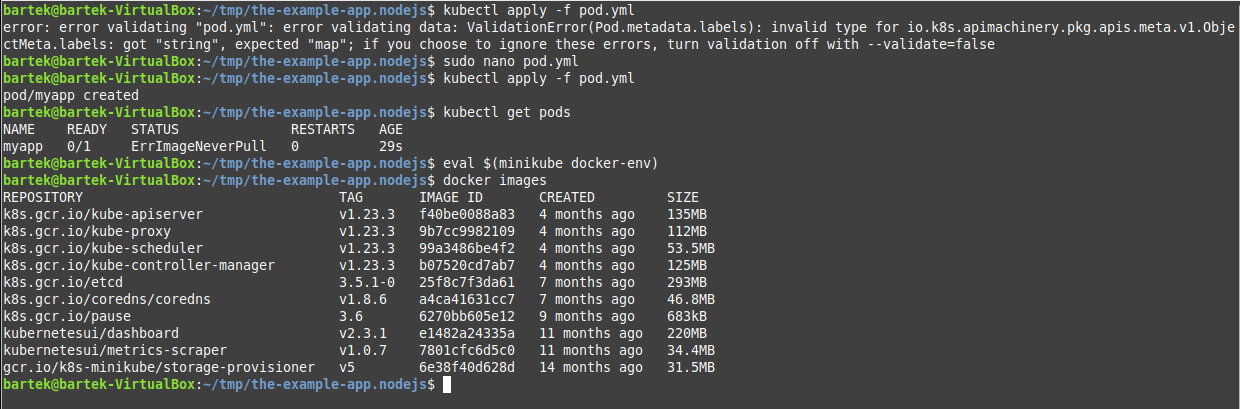 bartek@bartek-VirtualBox:~/tmp/the-example-app.nodejs$ kubectl apply -f pod.yml
error: error validating "pod.yml": error validating data: ValidationError(Pod.metadata.labels): invalid type for io.k8s.apimachinery.pkg.apis.meta.v1.Obje
ctMeta.labels: got "string", expected "map"; if you choose to ignore these errors, turn validation off with --validate=false
bartek@bartek-VirtualBox:~/tmp/the-example-app.nodejs$ sudo nano pod.yml
bartek@bartek-VirtualBox:~/tmp/the-example-app.nodejs$ kubectl apply -f pod.yml
pod/myapp created
bartek@bartek-VirtualBox:~/tmp/the-example-app.nodejs$ kubectl get pods
NAME    READY   STATUS              RESTARTS   AGE
myapp   0/1     ErrImageNeverPull   0          29s
bartek@bartek-VirtualBox:~/tmp/the-example-app.nodejs$ eval $(minikube docker-env)
bartek@bartek-VirtualBox:~/tmp/the-example-app.nodejs$ docker images
REPOSITORY                                TAG       IMAGE ID       CREATED         SIZE
k8s.gcr.io/kube-apiserver                 v1.23.3   f40be0088a83   4 months ago    135MB
k8s.gcr.io/kube-proxy                     v1.23.3   9b7cc9982109   4 months ago    112MB
k8s.gcr.io/kube-scheduler                 v1.23.3   99a3486be4f2   4 months ago    53.5MB
k8s.gcr.io/kube-controller-manager        v1.23.3   b07520cd7ab7   4 months ago    125MB
k8s.gcr.io/etcd                           3.5.1-0   25f8c7f3da61   7 months ago    293MB
k8s.gcr.io/coredns/coredns                v1.8.6    a4ca41631cc7   7 months ago    46.8MB
k8s.gcr.io/pause                          3.6       6270bb605e12   9 months ago    683kB
kubernetesui/dashboard                    v2.3.1    e1482a24335a   11 months ago   220MB
kubernetesui/metrics-scraper              v1.0.7    7801cfc6d5c0   11 months ago   34.4MB
gcr.io/k8s-minikube/storage-provisioner   v5        6e38f40d628d   14 months ago   31.5MB
bartek@bartek-VirtualBox:~/tmp/the-example-app.nodejs$